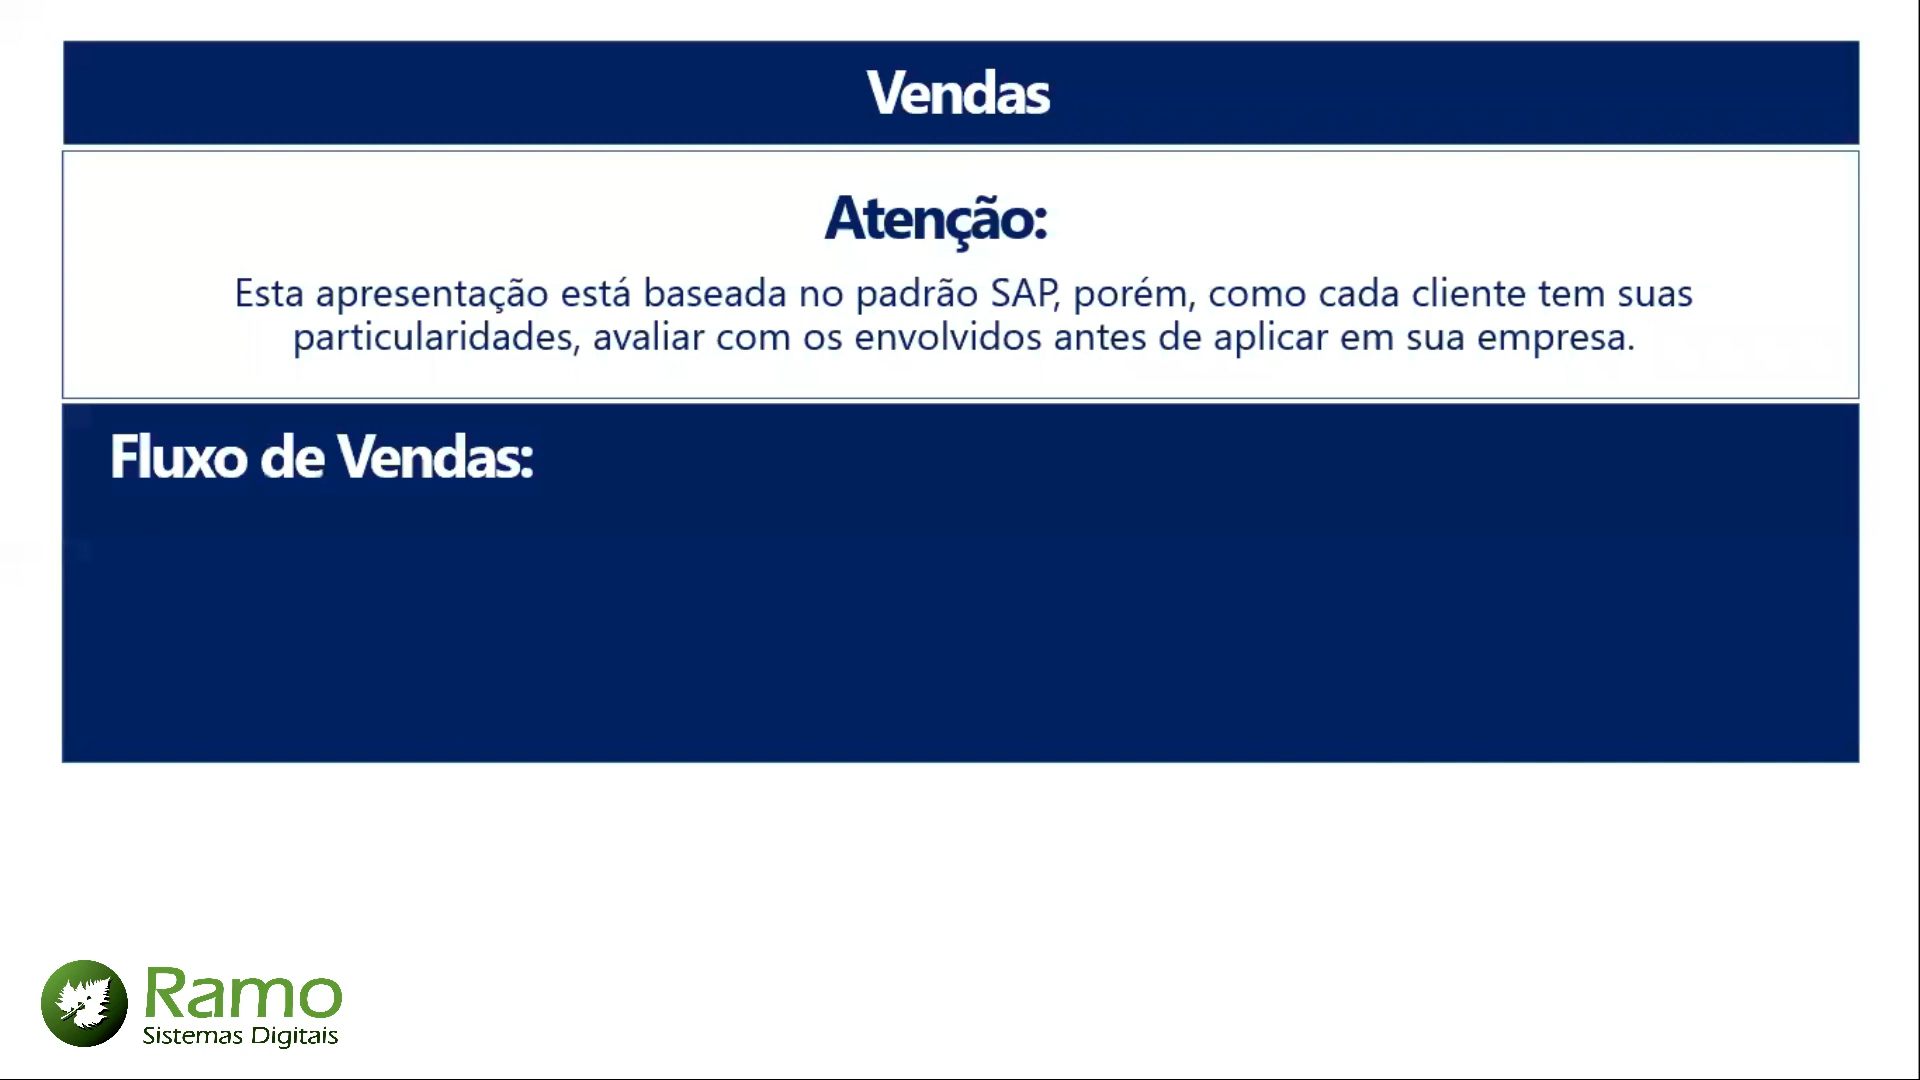 Vendas
Atenção:
Esta apresentação está baseada no padrão SAP, porém, como cada cliente tem suas
particularidades, avaliar com os envolvidos antes de aplicar em sua empresa.
Fluxo de Vendas:
Ramo
Sistemas Digitais